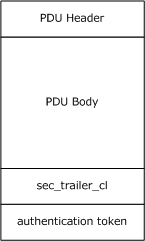 PDU Header
PDU Body
sec_trailer_cl
authentication token